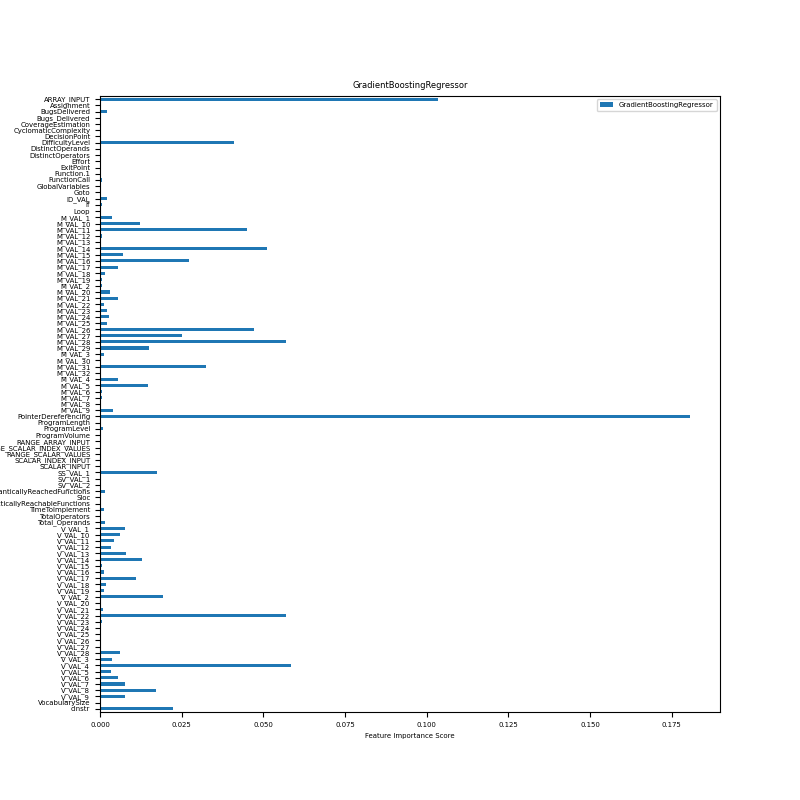 GradientBoostingRegressor
GradientBoostingRegressor
ARRAY_INPUT
Assignment
BugsDelivered
Bugs_Delivered
CoverageEstimation
CyclomaticComplexity
DecisionPoint
DifficultyLevel
DistinctOperands
DistinctOperators
Effort
ExitPoint
Function.1
FunctionCall
GlobalVariables
Goto
ID_VAL
If
Loop
M_VAL_1
M_VAL_10
M_VAL_11
M_VAL_12
M_VAL_13
M_VAL_14
M_VAL_15
M_VAL_16
M_VAL_17
M_VAL_18
M_VAL_19
M_VAL_2
M_VAL_20
M_VAL_21
M_VAL_22
M_VAL_23
M_VAL_24
M_VAL_25
M_VAL_26
M_VAL_27
M_VAL_28
M_VAL_29
M_VAL_3
M_VAL_30
M_VAL_31
M_VAL_32
M_VAL_4
M_VAL_5
M_VAL_6
M_VAL_7
M_VAL_8
M_VAL_9
PointerDereferencing
ProgramLength
ProgramLevel
ProgramVolume
RANGE_ARRAY_INPUT
E_SCALAR_INDEX_VALUES
RANGE_SCALAR_VALUES
SCALAR_INDEX_INPUT
SCALAR_INPUT
SS_VAL_1
SV_VAL_1
SV_VAL_2
anticallyReachedFunctions
Sloc
ticallyReachableFunctions
TimeToImplement
TotalOperators
Total_Operands
V_VAL_1
V_VAL_10
V_VAL_11
V_VAL_12
V_VAL_13
V_VAL_14
V_VAL_15
V_VAL_16
V_VAL_17
V_VAL_18
V_VAL_19
V_VAL_2
V_VAL_20
V_VAL_21
V_VAL_22
V_VAL_23
V_VAL_24
V_VAL_25
V_VAL_26
V_VAL_27
V_VAL_28
V_VAL_3
V_VAL_4
V_VAL_5
V_VAL_6
V_VAL_7
V_VAL_8
V_VAL_9
VocabularySize
cinstr
0.000 0.025 0.050 0.075 0.100 0.125 0.150 0.175
Feature Importance Score